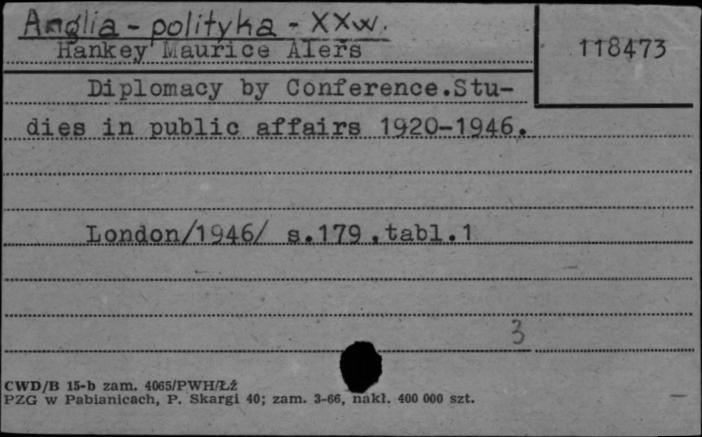 Anglia - polityka - XXw.
Hankey Maurice Alers
118473
Diplomacy by Conference.Stu-
dies in public affairs 1920-1946.
London/1946/ s.179,tabl.1
3
CWD/B 15-b zam. 4065/PWH/Łź
PZG w Pabianicach, P. Skargi 40; zam. 3-66, nakł. 400 000 szt.